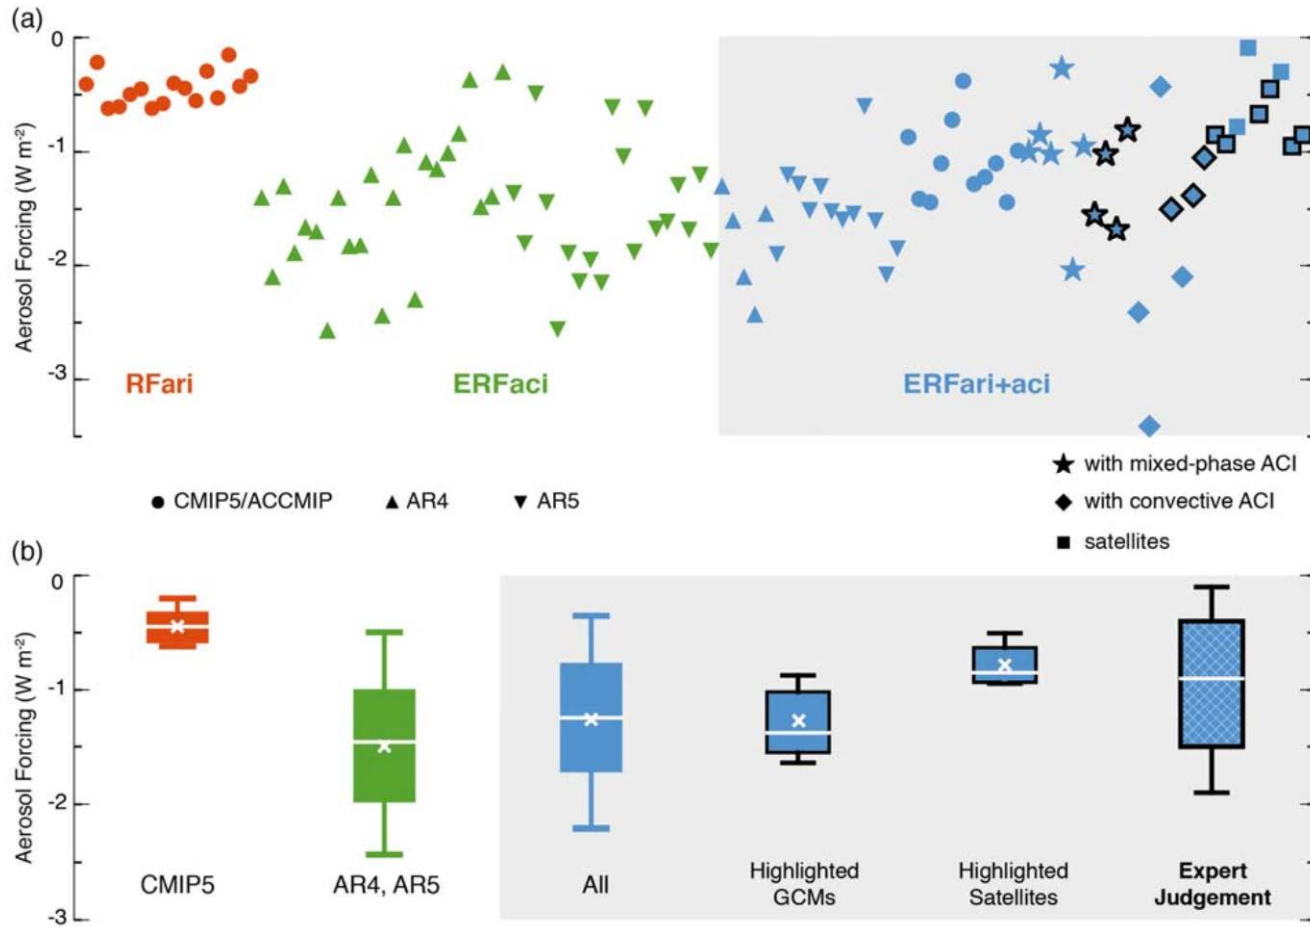 (a)
0
-1
-2
-3
Aerosol Forcing (W m⁻²)
RFari
ERFaci
ERFari+aci
CMIP5/ACCMIP
AR4
AR5
with mixed-phase ACI
with convective ACI
satellites
(b)
0
-1
-2
-3
Aerosol Forcing (W m⁻²)
CMIP5
AR4, AR5
All
Highlighted
GCMs
Highlighted
Satellites
Expert
Judgement